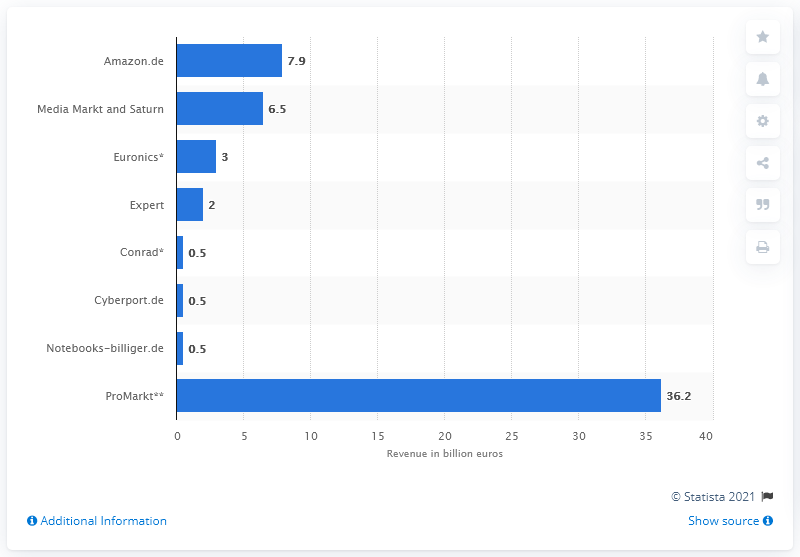 Amazon.de 7.9
Media Markt and Saturn 6.5
Euronics* 3
Expert 2
Conrad* 0.5
Cyberport.de 0.5
Notebooks-billiger.de 0.5
ProMarkt** 36.2
0 5 10 15 20 25 30 35 40
Revenue in billion euros
© Statista 2021
Additional Information Show source